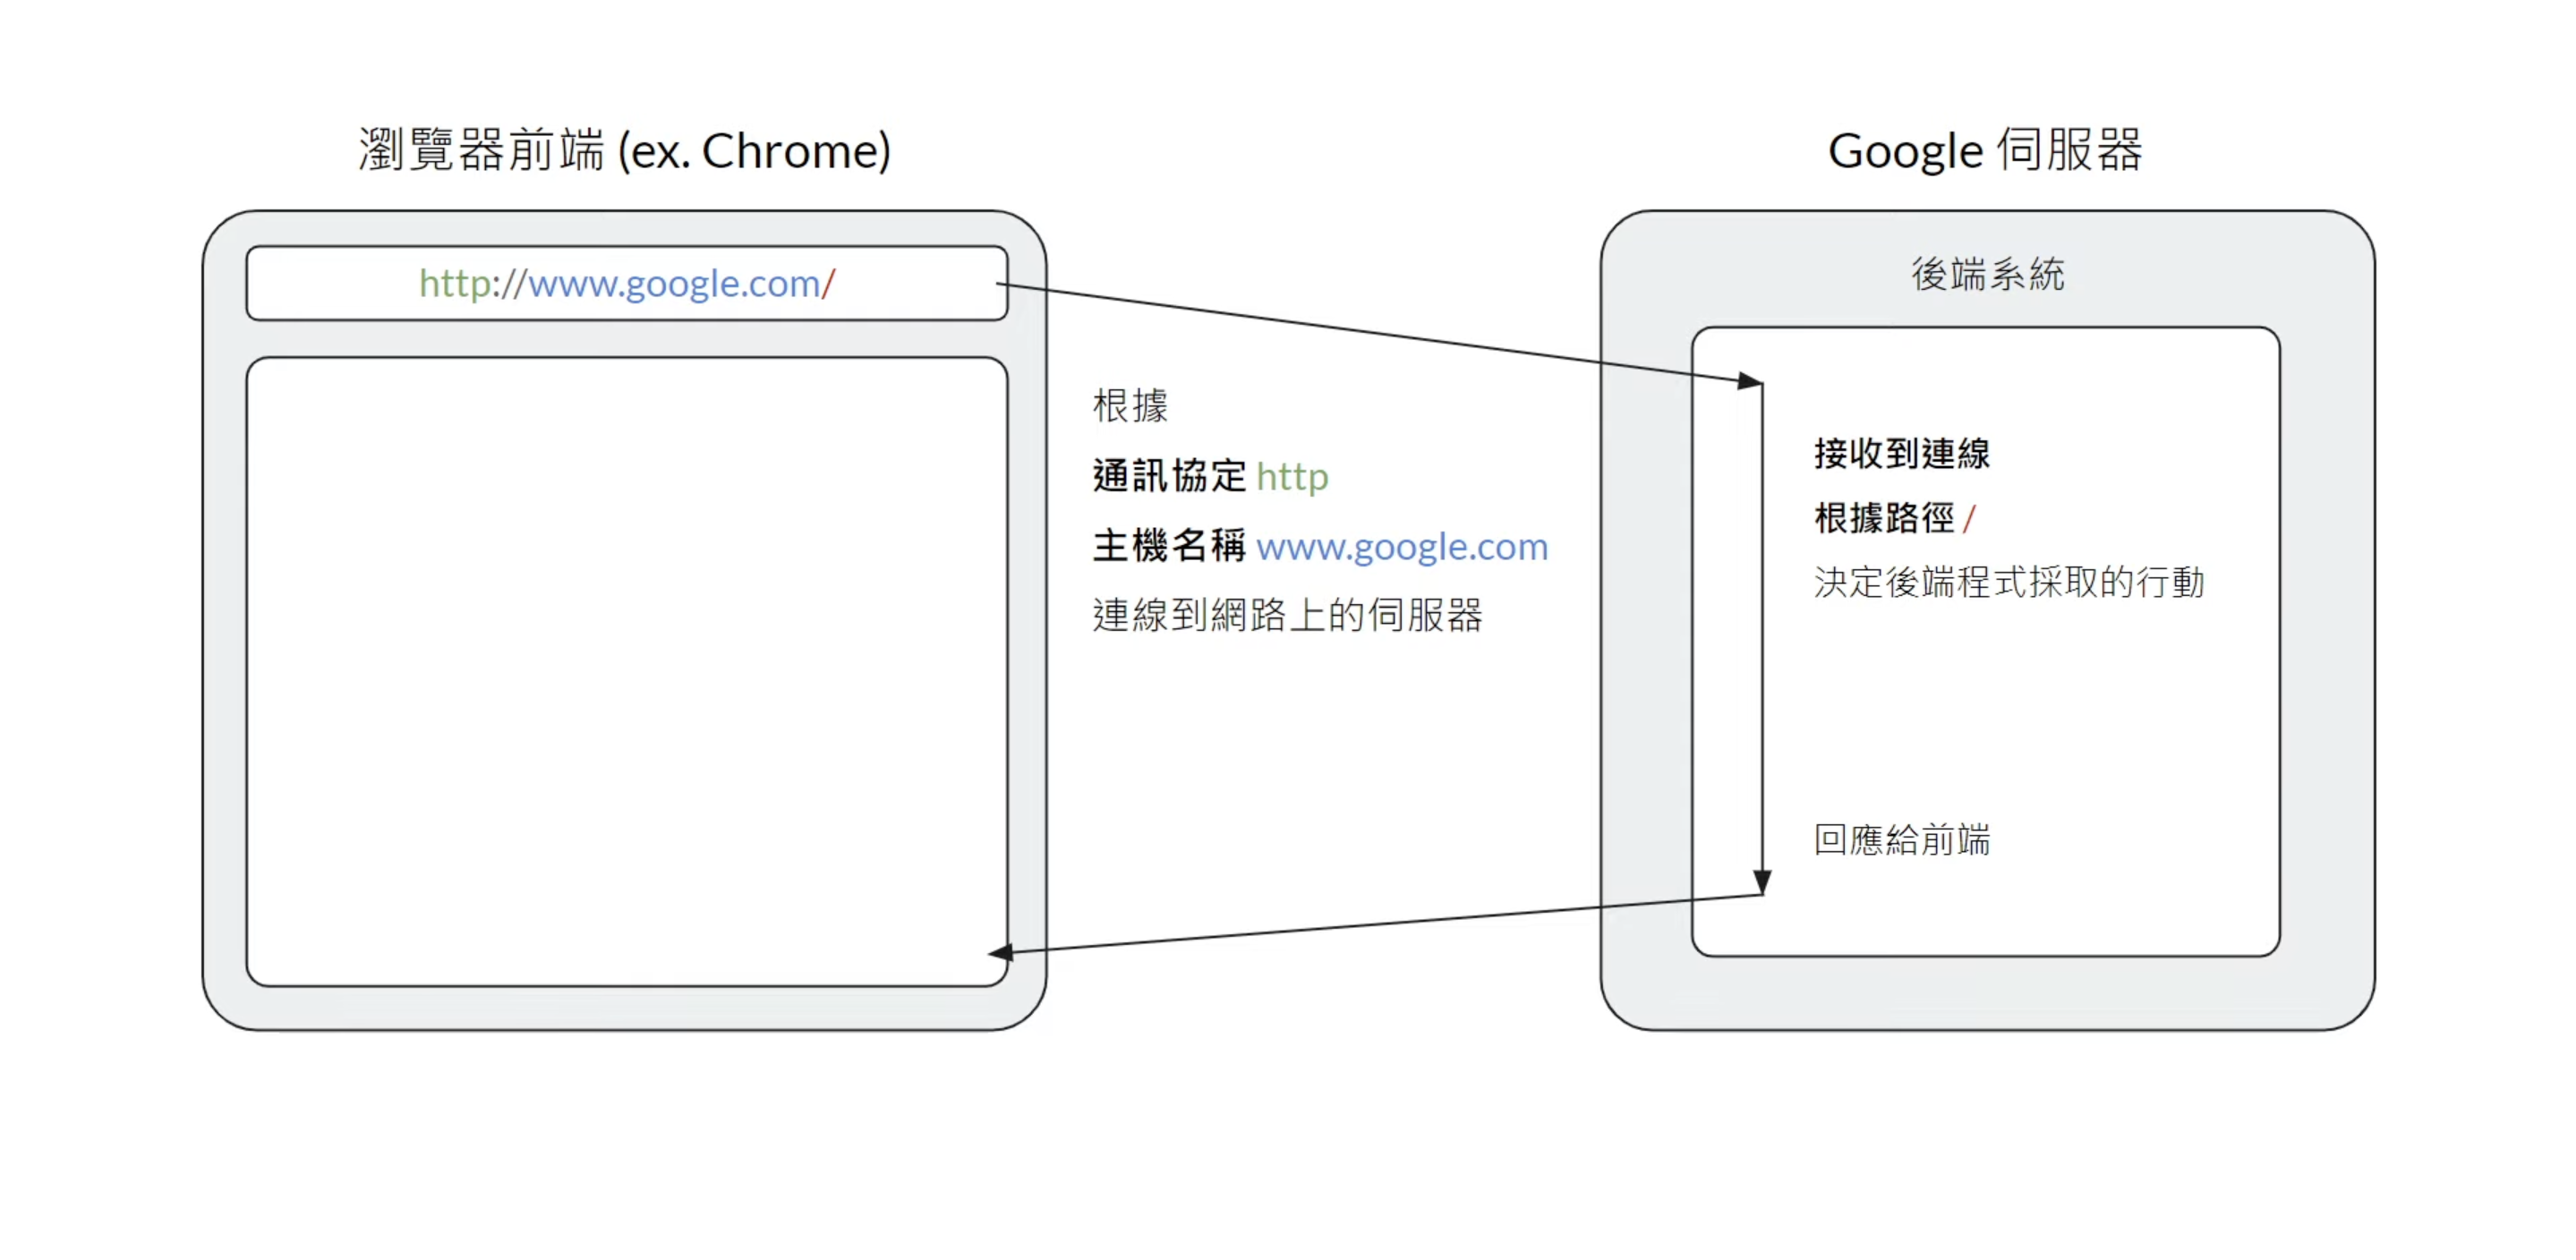 瀏覽器前端 (ex. Chrome)
http://www.google.com/
根據
通訊協定 http
主機名稱 www.google.com
連線到網路上的伺服器
Google 伺服器
後端系統
接收到連線
根據路徑 /
決定後端程式採取的行動
回應給前端